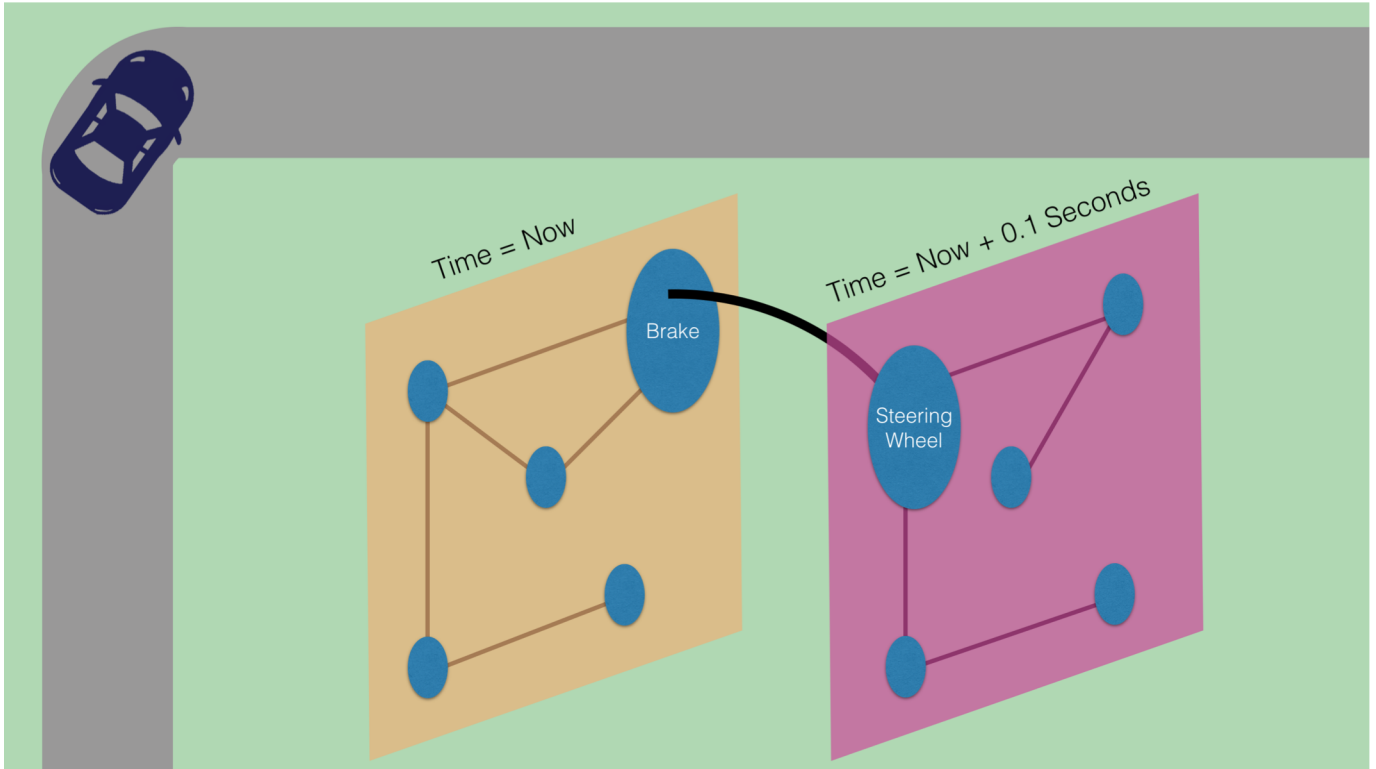 Time = Now
Time = Now + 0.1 Seconds
Brake
Steering
Wheel